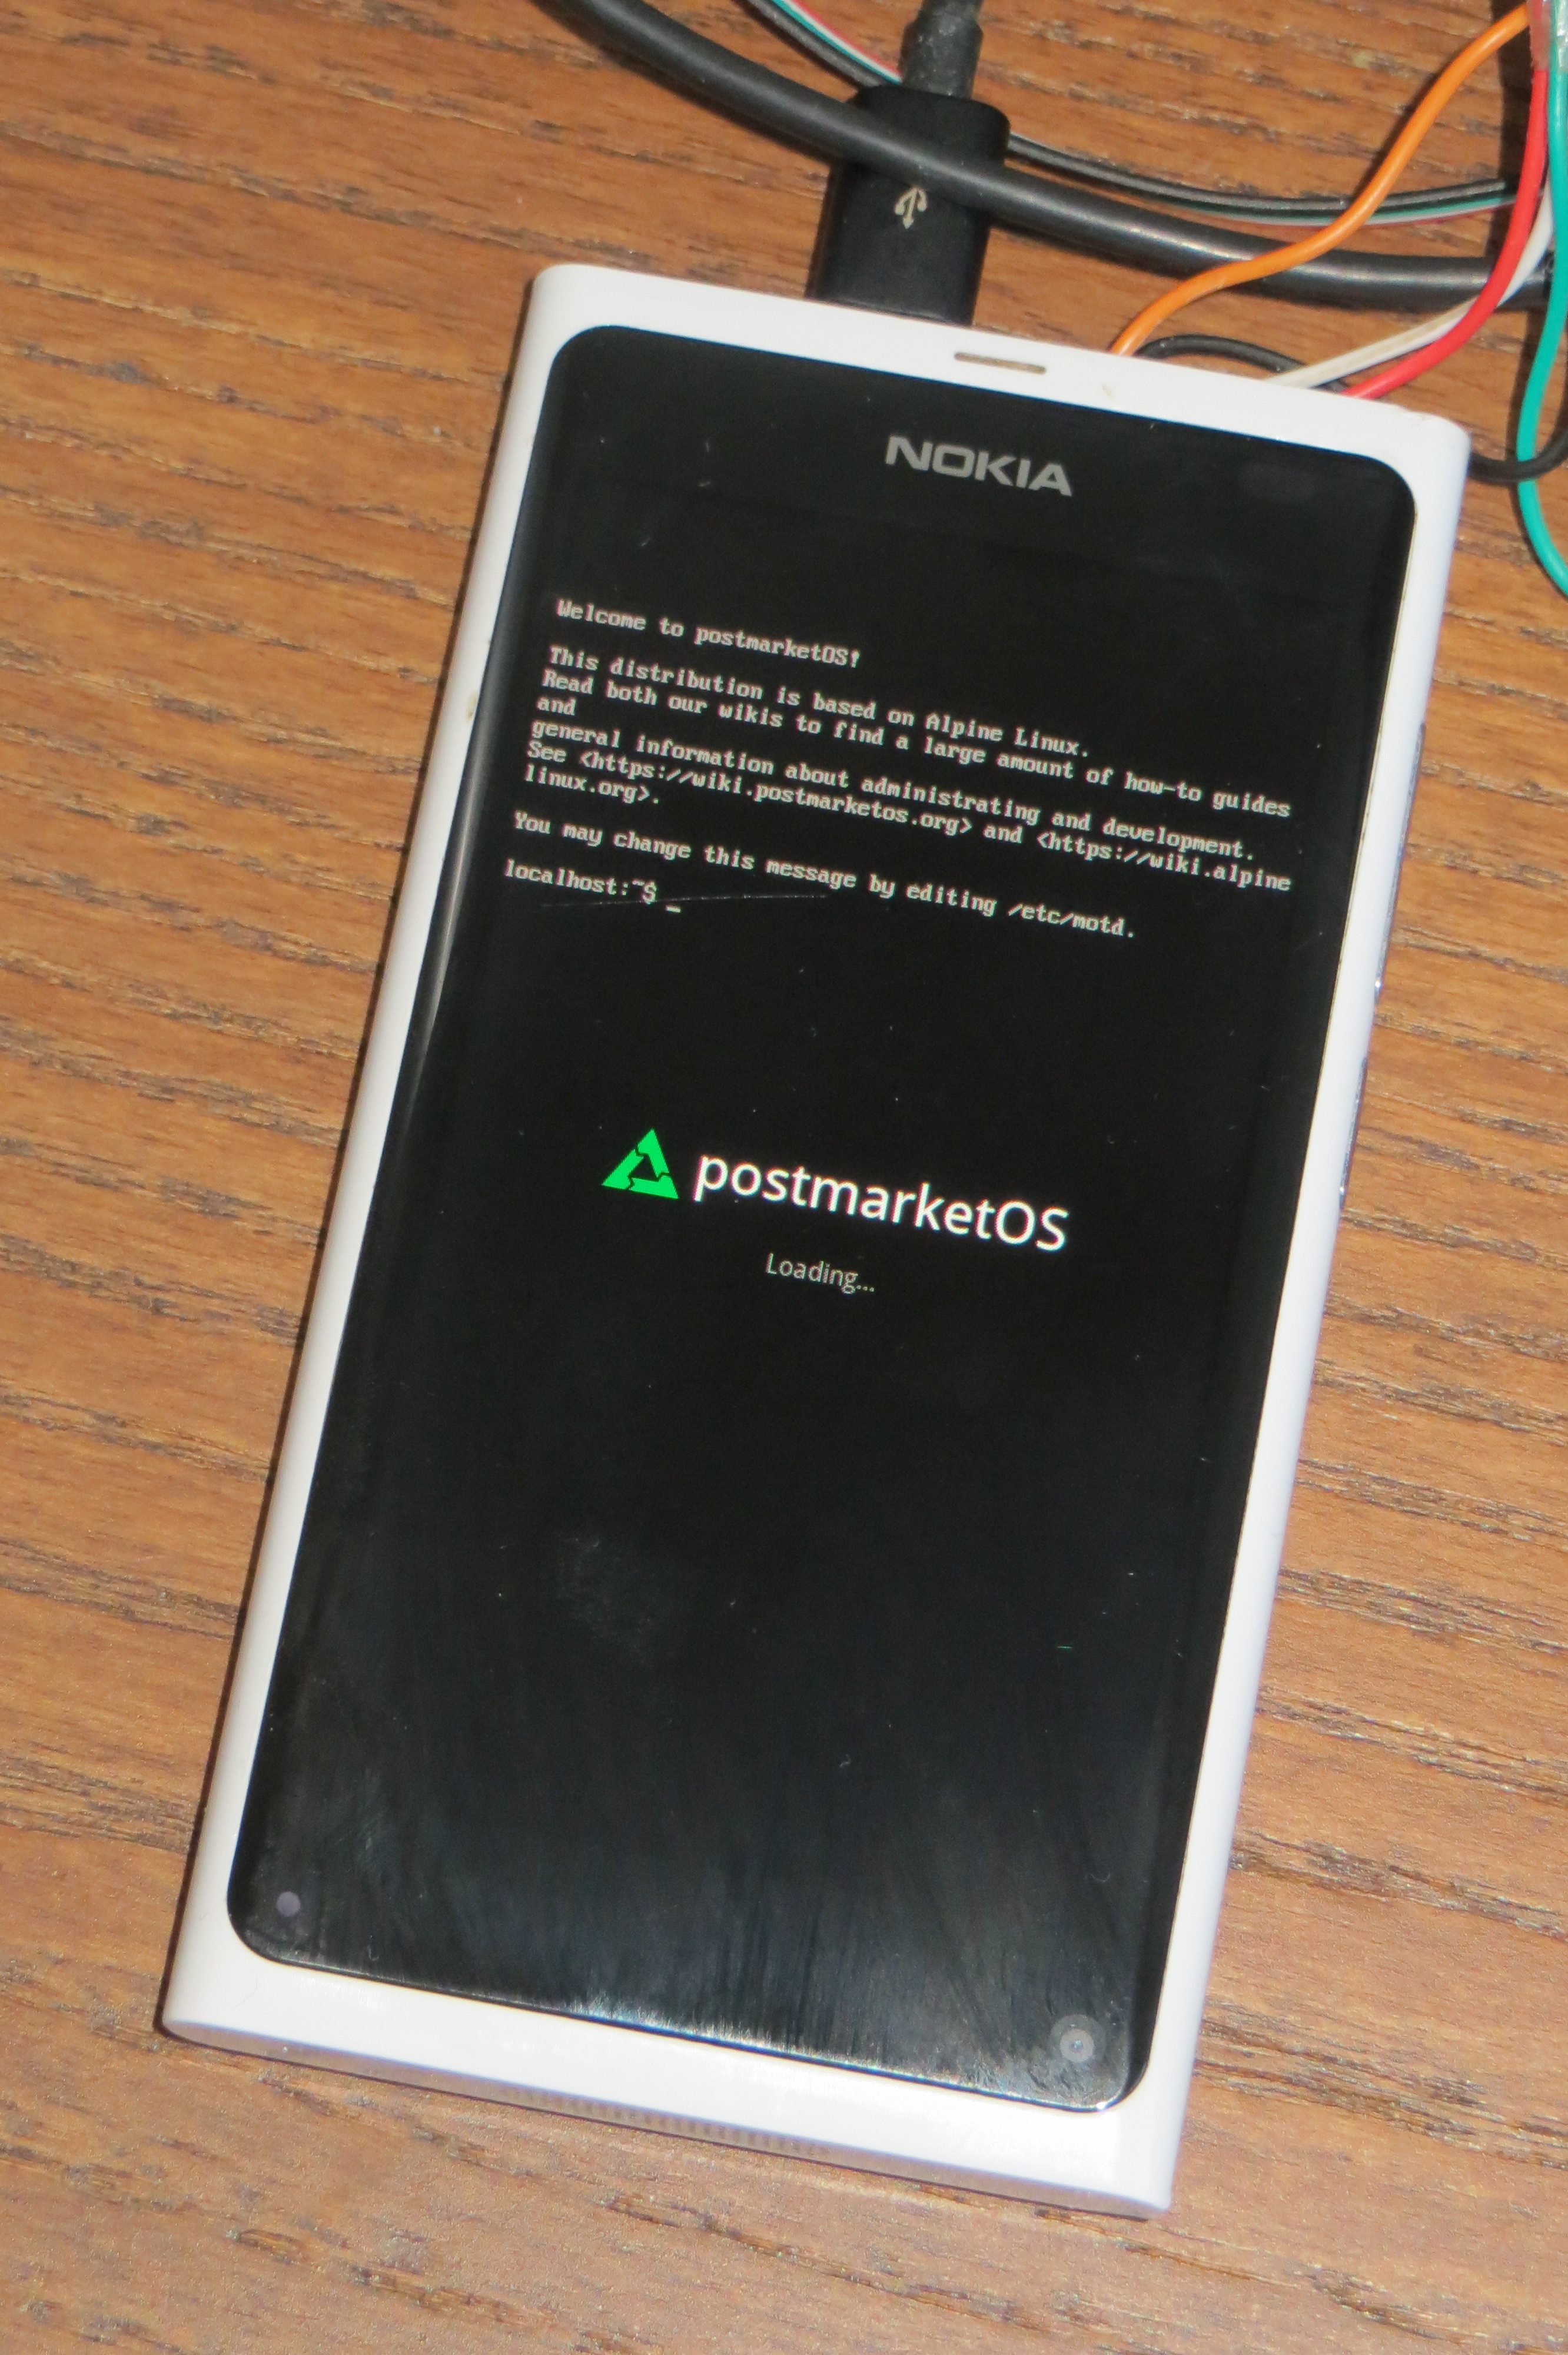 NOKIA
Welcome to postmarketOS!
This distribution is based on Alpine Linux.
Read both our wikis to find a large amount of how-to guides
and
general information about administrating and development.
See <https://wiki.postmarketos.org> and <https://wiki.alpine
linux.org>.
You may change this message by editing /etc/motd.
localhost:~$ _
postmarketOS
Loading...